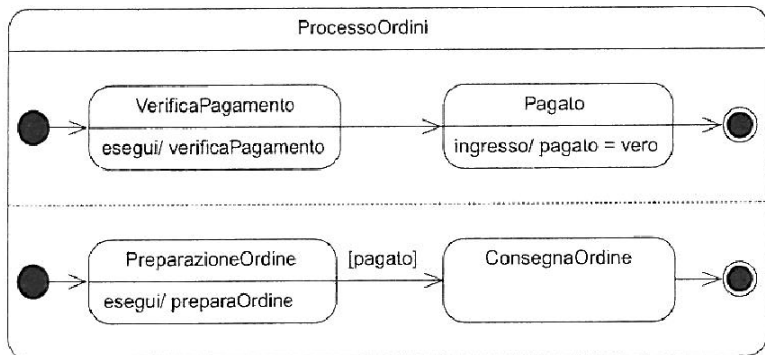 ProcessoOrdini
VerificaPagamento
esegui/ verificaPagamento
Pagato
ingresso/ pagato = vero
PreparazioneOrdine
esegui/ preparaOrdine
[pagato]
ConsegnaOrdine